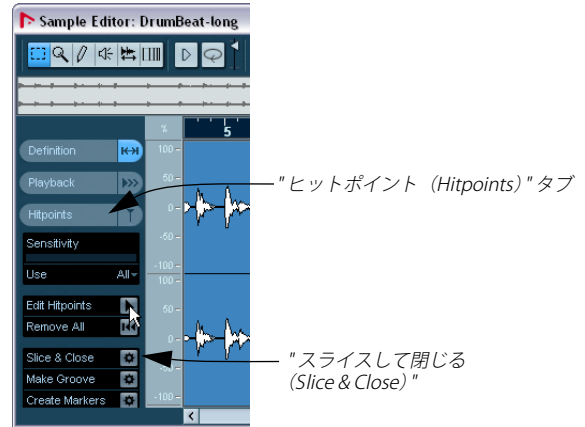 Sample Editor: DrumBeat-long
%
5
Definition
100
Playback
50
"ヒットポイント（Hitpoints）"タブ
Hitpoints
0
Sensitivity
-50
Use All
-100
100
Edit Hitpoints
50
Remove All
0
Slice & Close
"スライスして閉じる
（Slice & Close）"
-50
Make Groove
Create Markers
-100